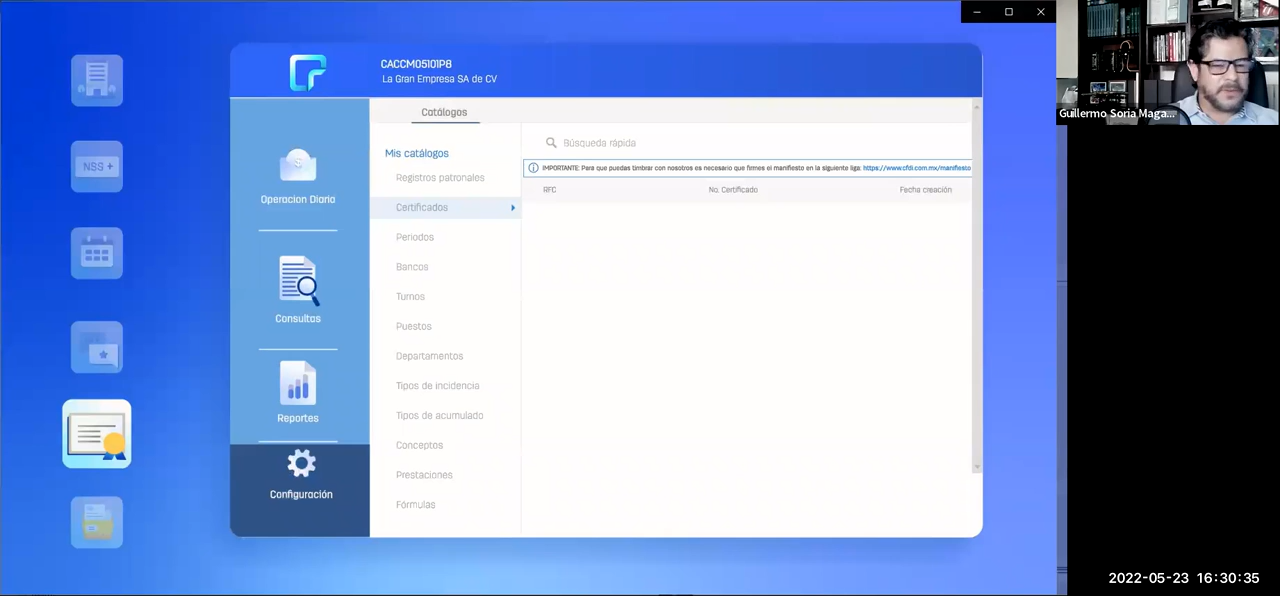 CACCM05101P8
La Gran Empresa SA de CV
NSS +
Operacion Diaria
Consultas
Reportes
Configuración
Catálogos
Mis catálogos
Registros patronales
Certificados
Periodos
Bancos
Turnos
Puestos
Departamentos
Tipos de incidencia
Tipos de acumulado
Conceptos
Prestaciones
Fórmulas
Búsqueda rápida
IMPORTANTE: Para que puedas timbrar con nosotros es necesario que firmes el manifiesto en la siguiente liga: https://www.cfdi.com.mx/manifiesto
RFC No. Certificado Fecha creación
Guillermo Soria Maga...
2022-05-23 16:30:35